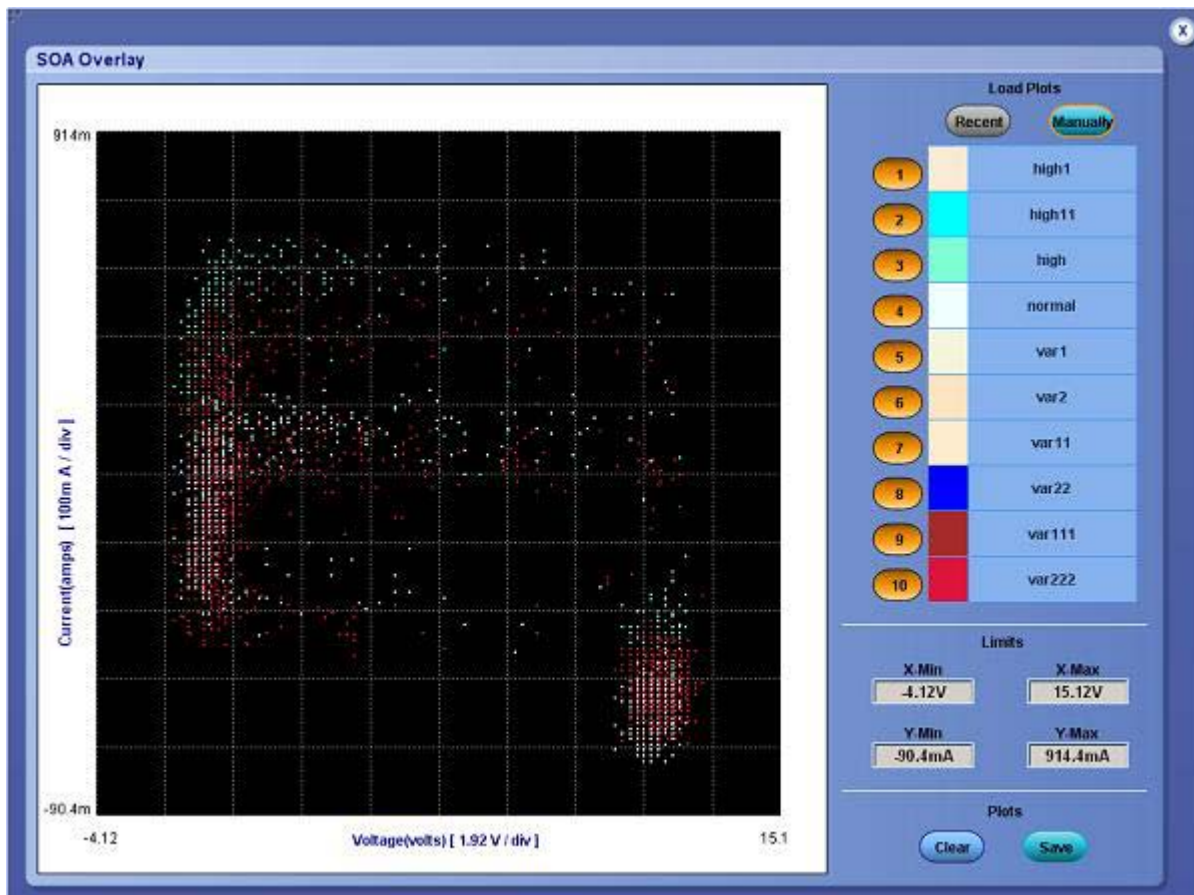 X
SOA Overlay
914m
Current(amps) [ 100m A / div ]
-90.4m
-4.12
Voltage(volts) [ 1.92 V / div ]
15.1
Load Plots
Recent Manually
1 high1
2 high11
3 high
4 normal
5 var1
6 var2
7 var11
8 var22
9 var111
10 var222
Limits
X-Min X-Max
-4.12V 15.12V
Y-Min Y-Max
-90.4mA 914.4mA
Plots
Clear Save